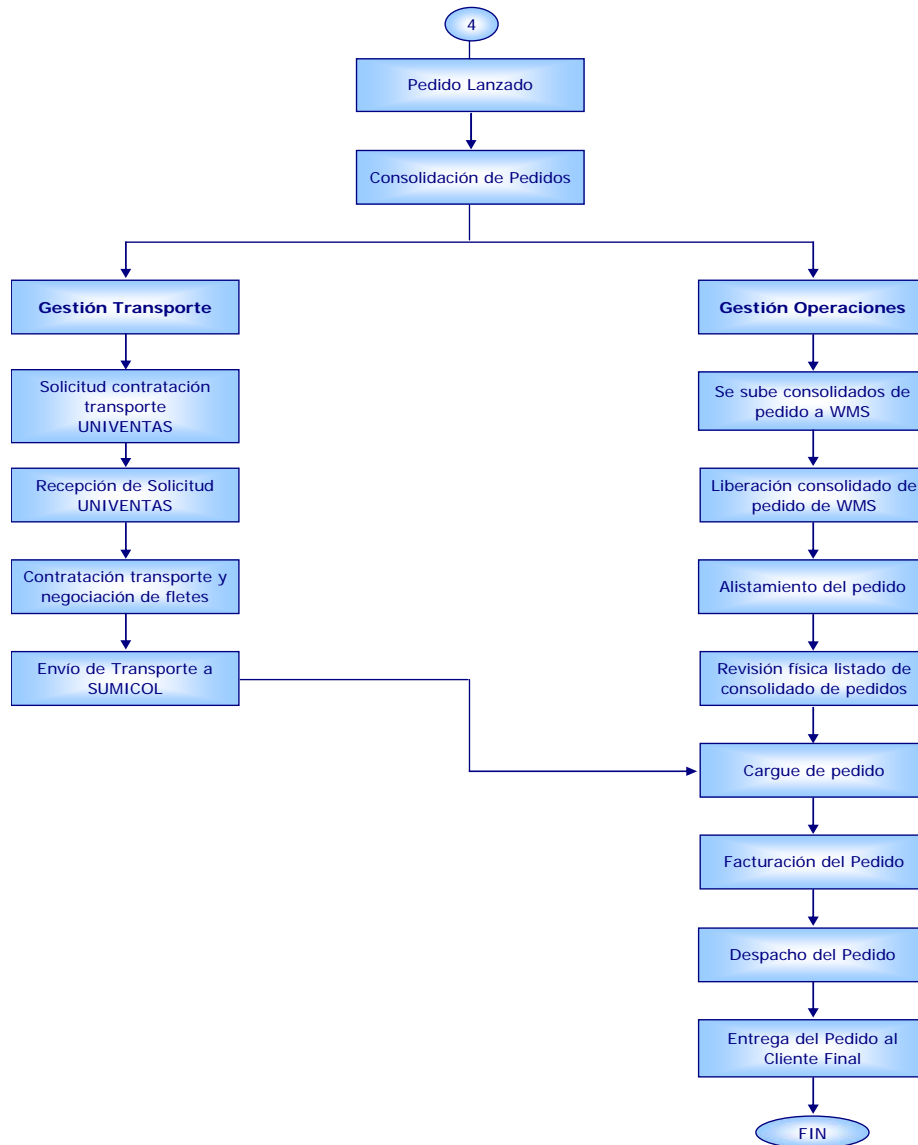 4
Pedido Lanzado
Consolidación de Pedidos
Gestión Transporte
Solicitud contratación
transporte
UNIVENTAS
Recepción de Solicitud
UNIVENTAS
Contratación transporte y
negociación de fletes
Envío de Transporte a
SUMICOL
Gestión Operaciones
Se sube consolidados de
pedido a WMS
Liberación consolidado de
pedido de WMS
Alistamiento del pedido
Revisión física listado de
consolidado de pedidos
Cargue de pedido
Facturación del Pedido
Despacho del Pedido
Entrega del Pedido al
Cliente Final
FIN